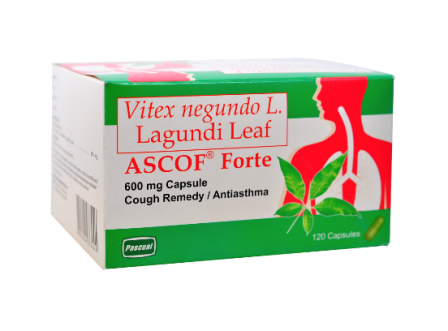 Vitex negundo L.
Lagundi Leaf
ASCOF® Forte
600 mg Capsule
Cough Remedy / Antiasthma
120 Capsules
Pascual